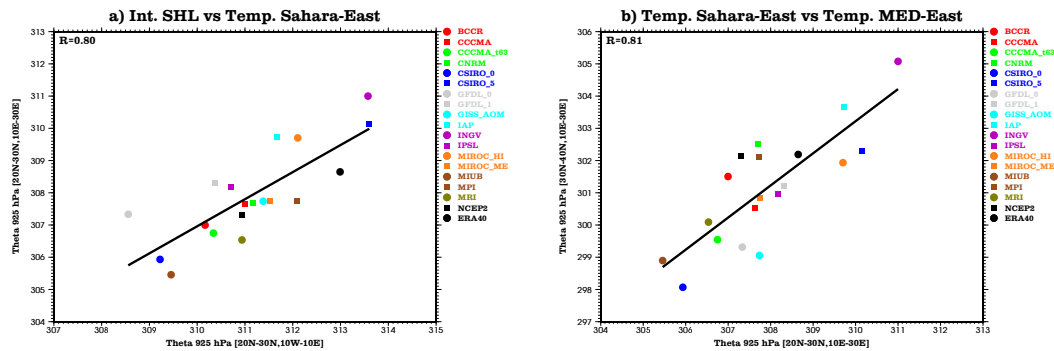 a) Int. SHL vs Temp. Sahara-East
R=0.80
313
312
311
310
309
308
307
306
305
304
Theta 925 hPa [20N-30N,10E-30E]
307 308 309 310 311 312 313 314 315
Theta 925 hPa [20N-30N,10W-10E]
BCCR
CCCMA
CCCMA_t63
CNRM
CSIRO_0
CSIRO_5
GFDL_0
GFDL_1
GISS_AOM
IAP
INGV
IPSL
MIROC_HI
MIROC_ME
MIUB
MPI
MRI
NCEP2
ERA40
b) Temp. Sahara-East vs Temp. MED-East
R=0.81
306
305
304
303
302
301
300
299
298
297
Theta 925 hPa [30N-40N,10E-30E]
304 305 306 307 308 309 310 311 312 313
Theta 925 hPa [20N-30N,10E-30E]
BCCR
CCCMA
CCCMA_t63
CNRM
CSIRO_0
CSIRO_5
GFDL_0
GFDL_1
GISS_AOM
IAP
INGV
IPSL
MIROC_HI
MIROC_ME
MIUB
MPI
MRI
NCEP2
ERA40